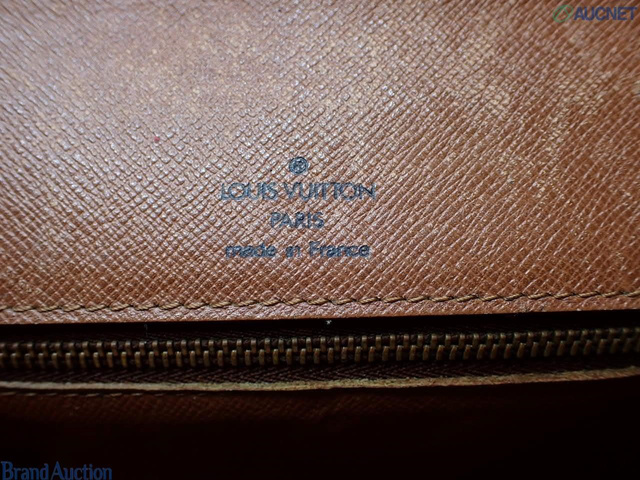 AUCNET
®
LOUIS VUITTON
PARIS
made in France
Brand Auction